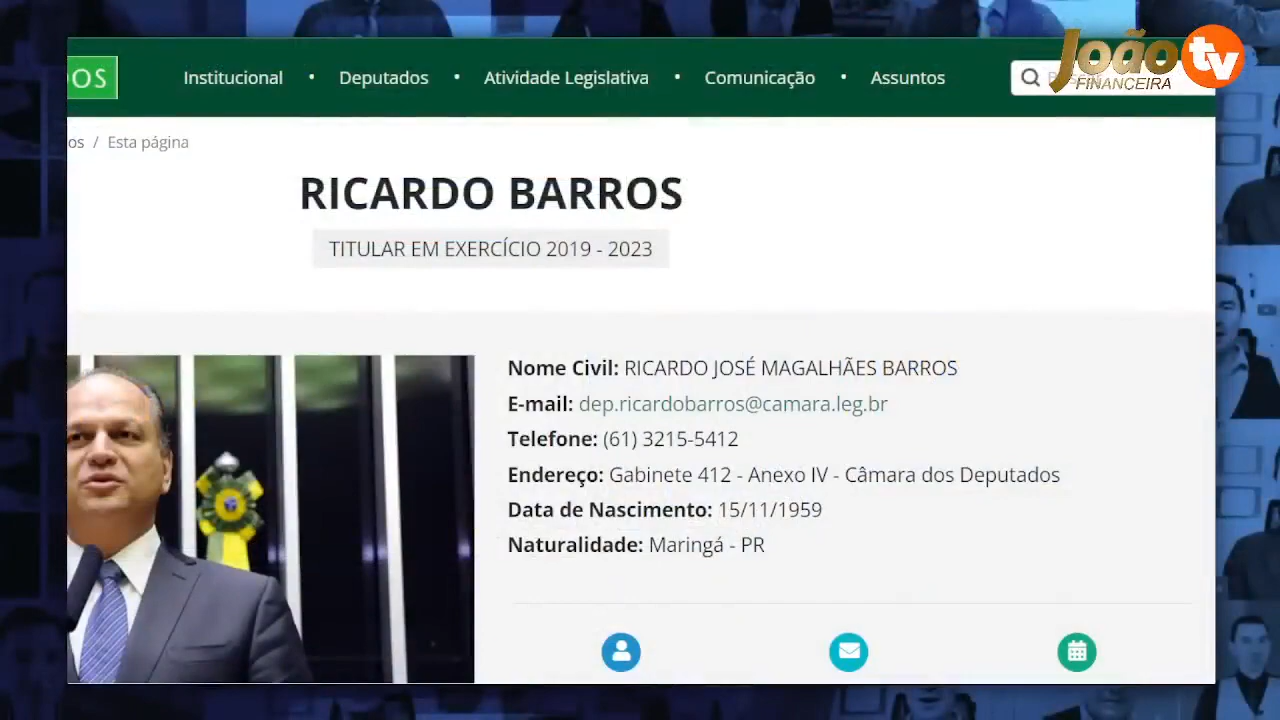 João tv
FINANCEIRA
DOS
Institucional • Deputados • Atividade Legislativa • Comunicação • Assuntos
os / Esta página
RICARDO BARROS
TITULAR EM EXERCÍCIO 2019 - 2023
Nome Civil: RICARDO JOSÉ MAGALHÃES BARROS
E-mail: dep.ricardobarros@camara.leg.br
Telefone: (61) 3215-5412
Endereço: Gabinete 412 - Anexo IV - Câmara dos Deputados
Data de Nascimento: 15/11/1959
Naturalidade: Maringá - PR